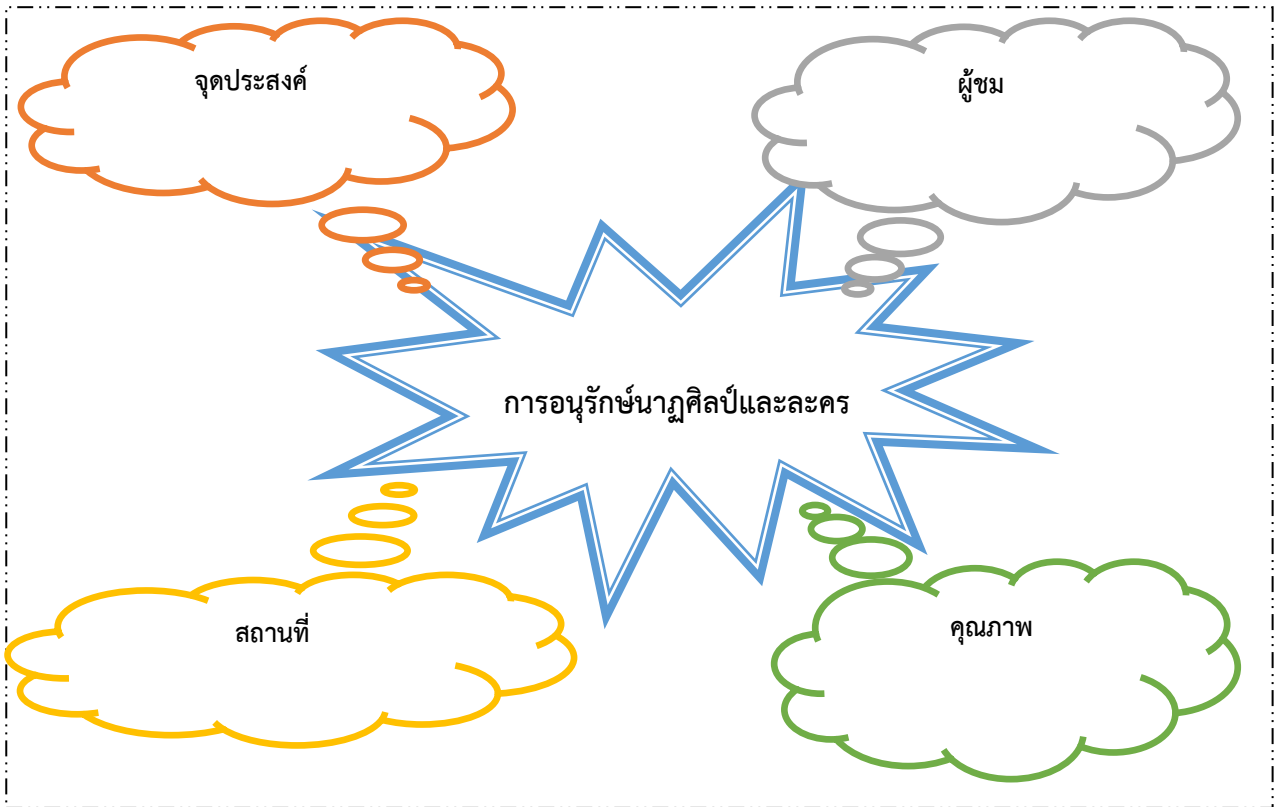 จุดประสงค์
ผู้ชม
การอนุรักษ์นาฏศิลป์และละคร
สถานที่
คุณภาพ